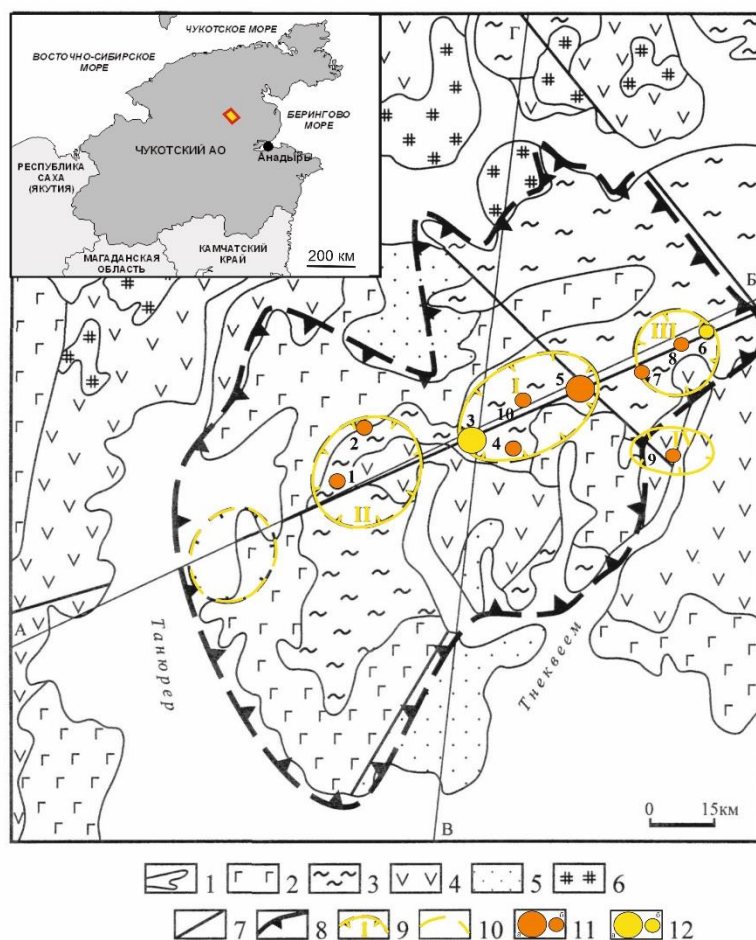 ЧУКОТСКОЕ МОРЕ
ВОСТОЧНО-СИБИРСКОЕ
МОРЕ
БЕРИНГОВО
МОРЕ
ЧУКОТСКИЙ АО
Анадырь
РЕСПУБЛИКА
САХА
(ЯКУТИЯ)
МАГАДАНСКАЯ
ОБЛАСТЬ
КАМЧАТСКИЙ
КРАЙ
200 км
Г
Б
III
6
8
7
I
5
10
3
4
IV
9
2
1
II
А
Танюрер
Тнеквеем
В
0 15км
1 2 3 4 5 6
7 8 I 9 10 а б 11 а б 12